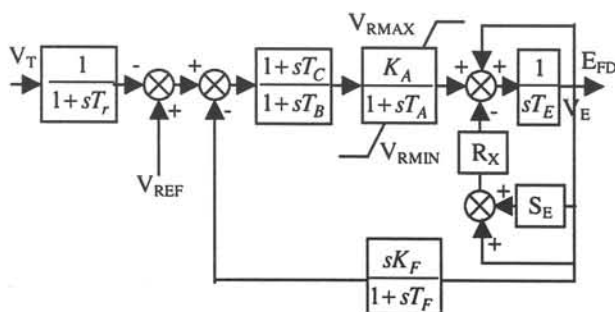 V_RMAX
V_T
1
1+sT_r
-
+
+
-
1+sT_C
1+sT_B
K_A
1+sT_A
+
+
-
+
1
sT_E
E_FD
V_E
V_REF
V_RMIN
R_X
+
S_E
+
sK_F
1+sT_F